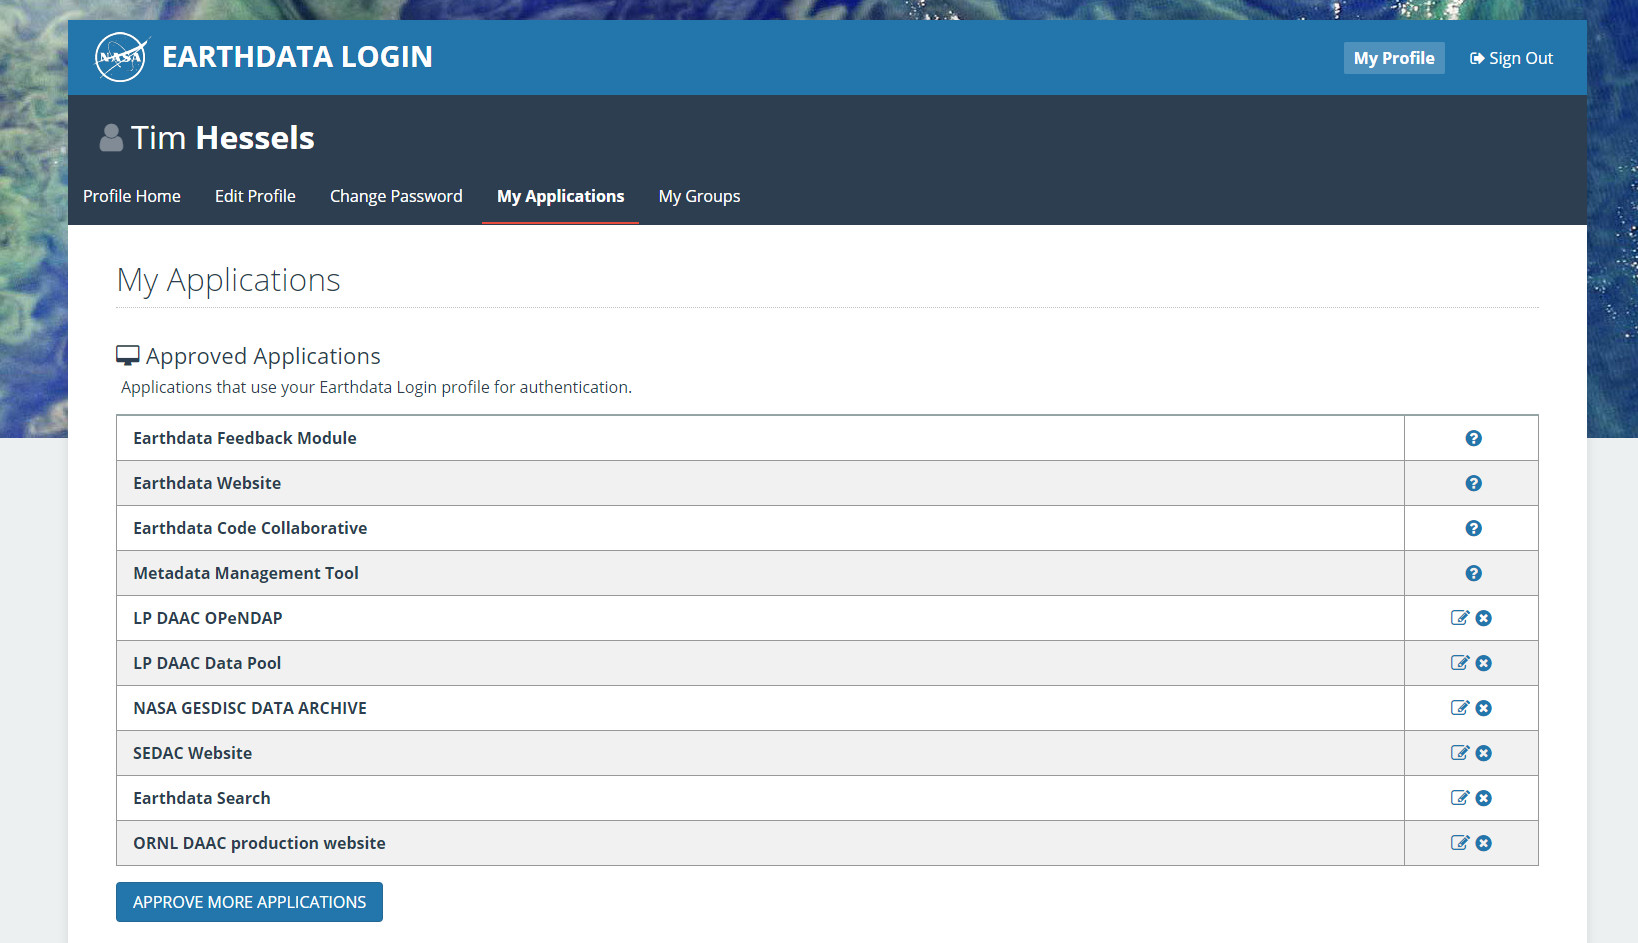 NASA EARTHDATA LOGIN
My Profile
Sign Out
Tim Hessels
Profile Home
Edit Profile
Change Password
My Applications
My Groups
My Applications
Approved Applications
Applications that use your Earthdata Login profile for authentication.
Earthdata Feedback Module
Earthdata Website
Earthdata Code Collaborative
Metadata Management Tool
LP DAAC OPeNDAP
LP DAAC Data Pool
NASA GESDISC DATA ARCHIVE
SEDAC Website
Earthdata Search
ORNL DAAC production website
APPROVE MORE APPLICATIONS